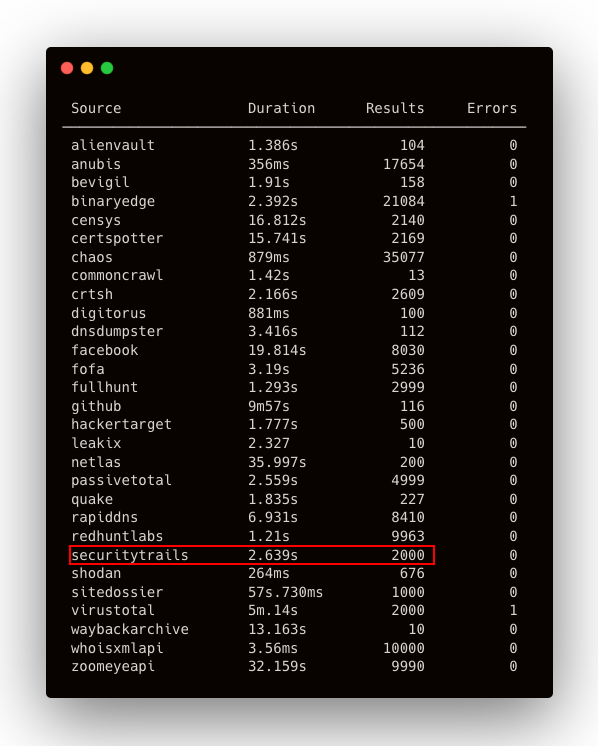 Source Duration Results Errors
alienvault 1.386s 104 0
anubis 356ms 17654 0
bevigil 1.91s 158 0
binaryedge 2.392s 21084 1
censys 16.812s 2140 0
certspotter 15.741s 2169 0
chaos 879ms 35077 0
commoncrawl 1.42s 13 0
crtsh 2.166s 2609 0
digitorus 881ms 100 0
dnsdumpster 3.416s 112 0
facebook 19.814s 8030 0
fofa 3.19s 5236 0
fullhunt 1.293s 2999 0
github 9m57s 116 0
hackertarget 1.777s 500 0
leakix 2.327 10 0
netlas 35.997s 200 0
passivetotal 2.559s 4999 0
quake 1.835s 227 0
rapiddns 6.931s 8410 0
redhuntlabs 1.21s 9963 0
securitytrails 2.639s 2000 0
shodan 264ms 676 0
sitedossier 57s.730ms 1000 0
virustotal 5m.14s 2000 1
waybackarchive 13.163s 10 0
whoisxmlapi 3.56ms 10000 0
zoomeyeapi 32.159s 9990 0